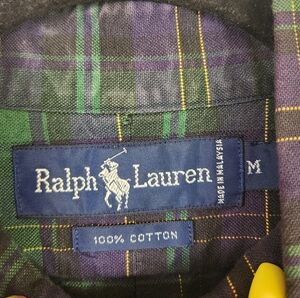 Ralph Lauren
MADE IN MALAYSIA
M
100% COTTON